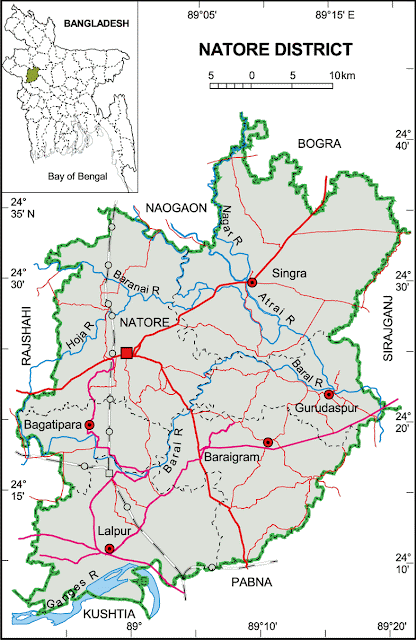 89°05'
89°15' E
BANGLADESH
Bay of Bengal
NATORE DISTRICT
5 0 5 10km
24° 40'
BOGRA
24° 35' N
NAOGAON
Nagar R
24° 30'
24° 30'
Singra
Baranai R
Atrai R
NATORE
Hoja R
RAJSHAHI
SIRAJGANJ
Baral R
Gurudaspur
24° 20'
Bagatipara
Baral R
Baraigram
24° 15'
Lalpur
24° 10'
Ganges R
PABNA
KUSHTIA
89°
89°10'
89°20'